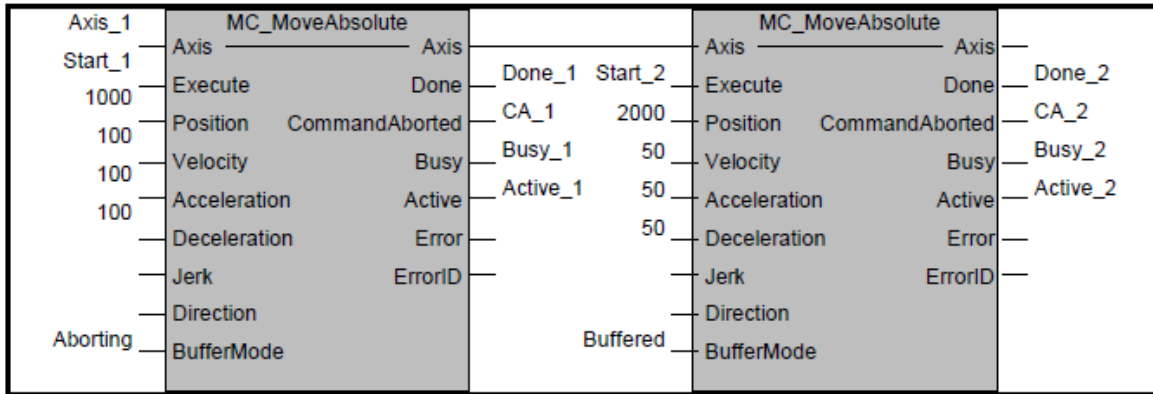 Axis_1 MC_MoveAbsolute MC_MoveAbsolute
Axis Axis Axis Axis
Start_1 Execute Done Done_1 Start_2 Execute Done Done_2
1000 Position CommandAborted CA_1 2000 Position CommandAborted CA_2
100 Velocity Busy Busy_1 50 Velocity Busy Busy_2
100 Acceleration Active Active_1 50 Acceleration Active Active_2
100 Deceleration Error 50 Deceleration Error
Jerk ErrorID Jerk ErrorID
Direction Direction
Aborting BufferMode Buffered BufferMode